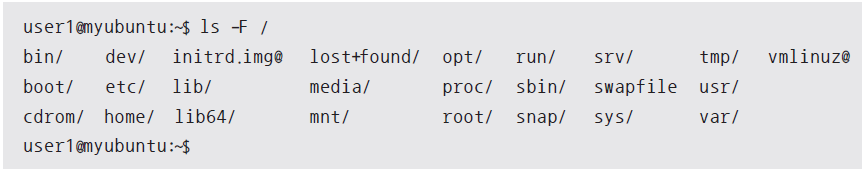 user1@myubuntu:~$ ls -F /
bin/ dev/ initrd.img@ lost+found/ opt/ run/ srv/ tmp/ vmlinuz@
boot/ etc/ lib/ media/ proc/ sbin/ swapfile usr/
cdrom/ home/ lib64/ mnt/ root/ snap/ sys/ var/
user1@myubuntu:~$